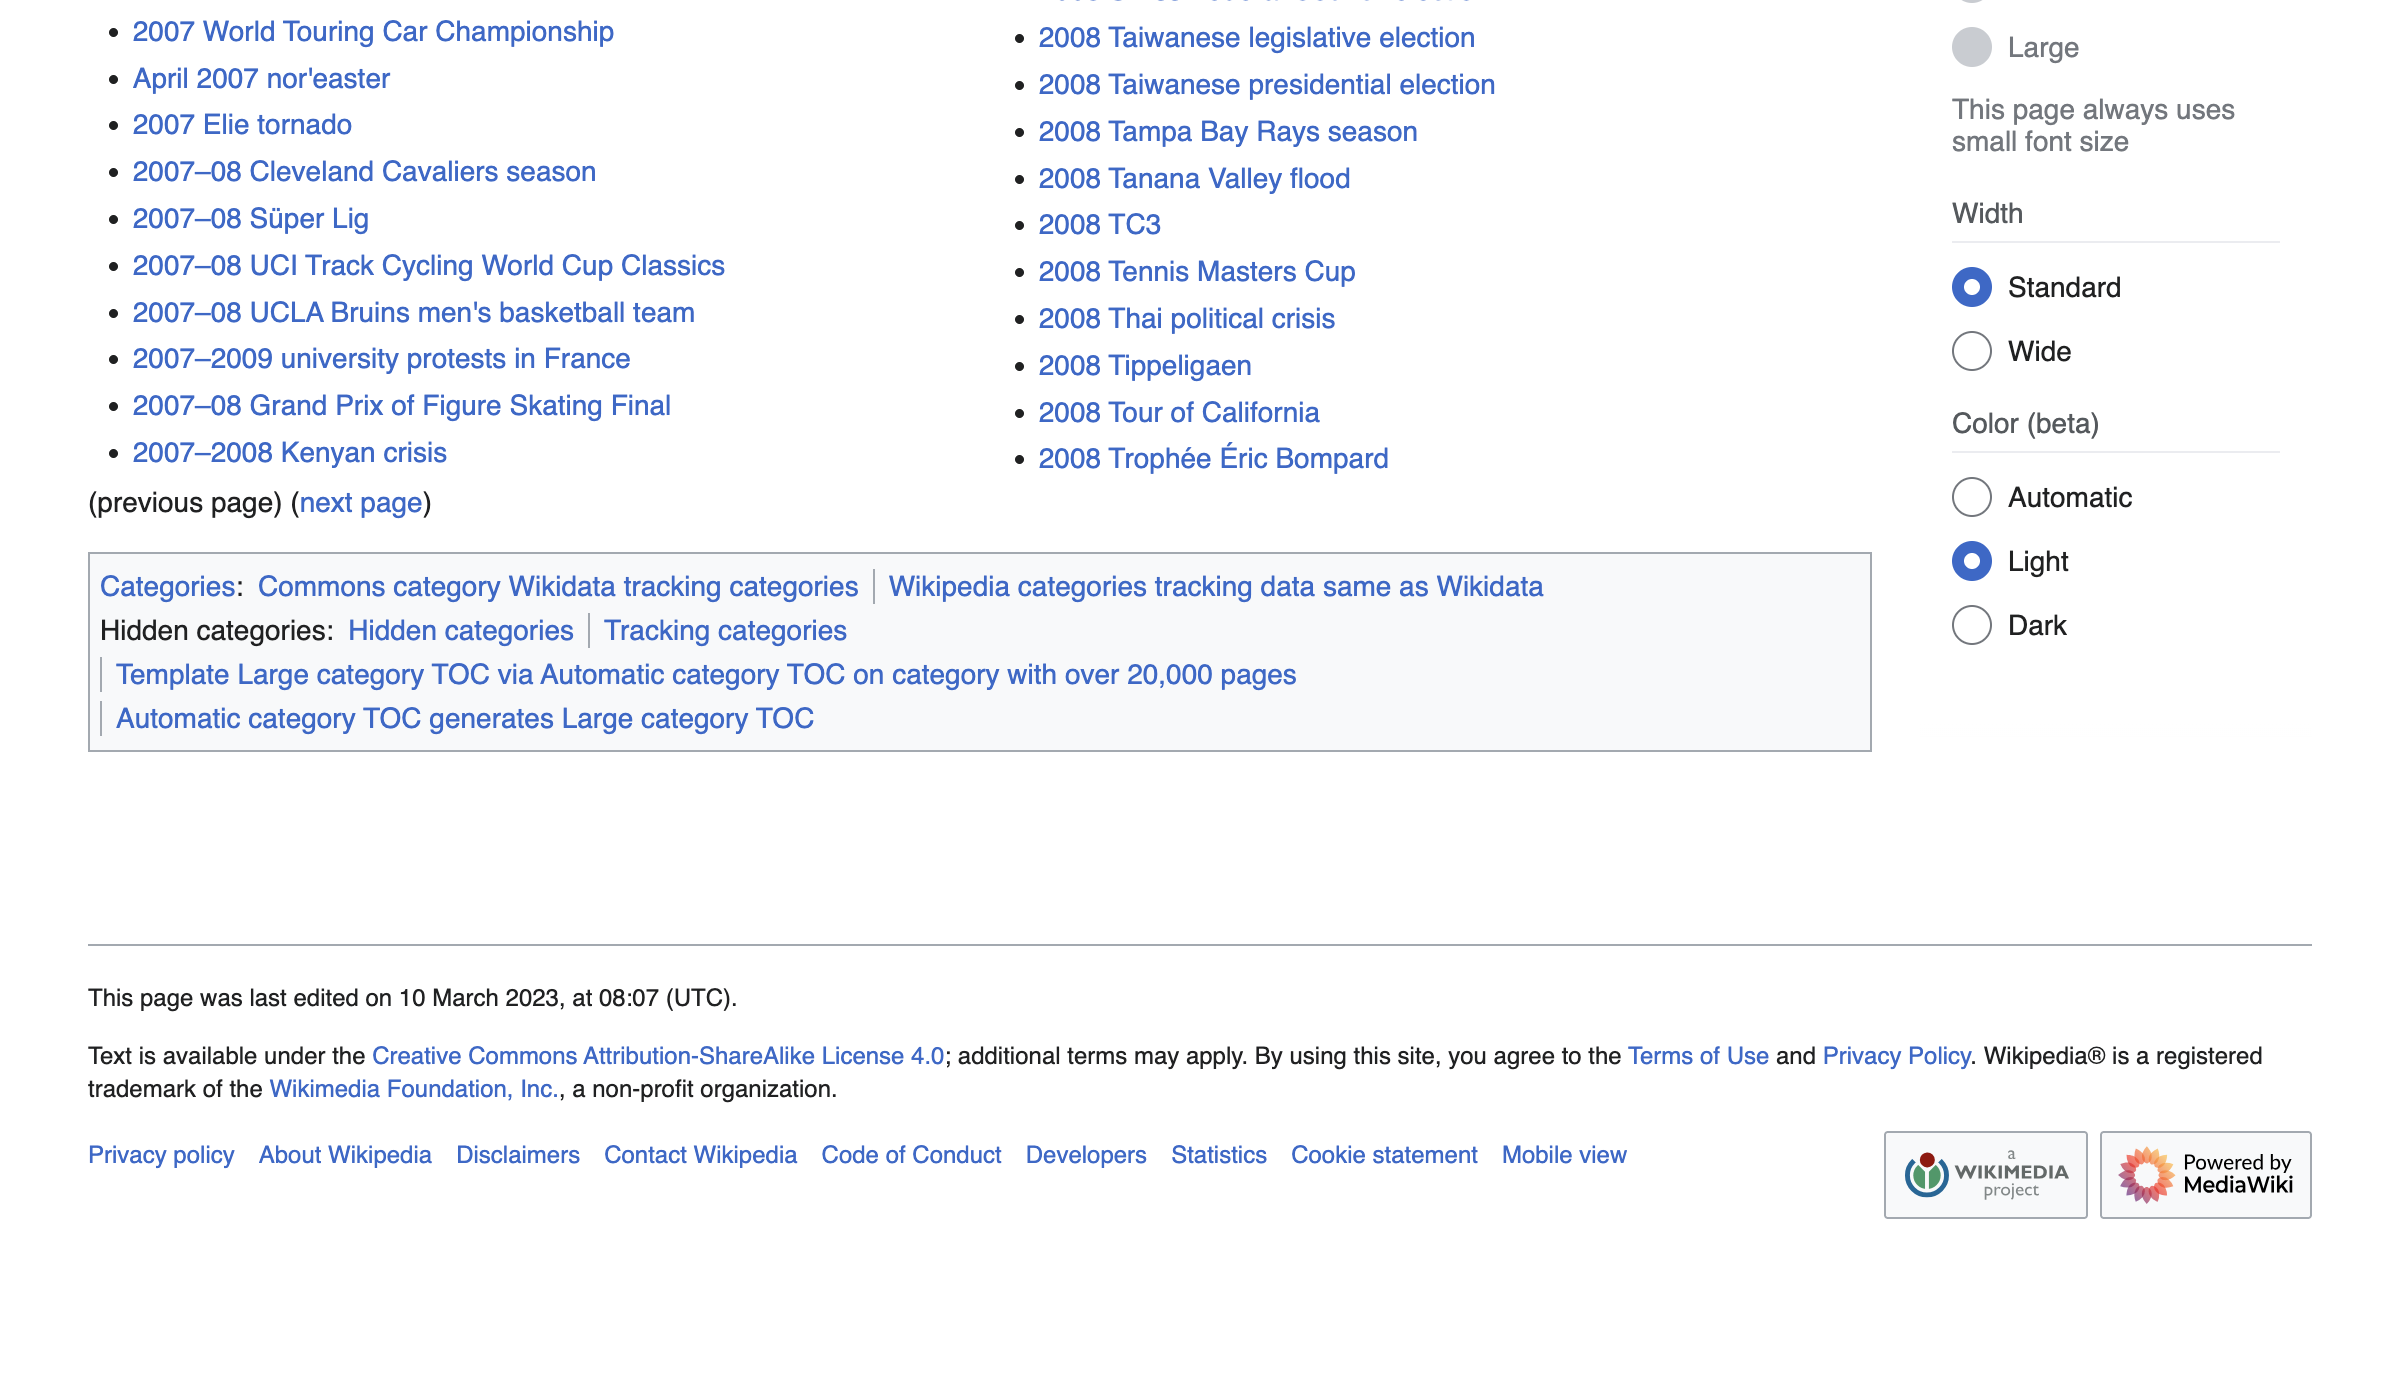 2007 World Touring Car Championship
April 2007 nor'easter
2007 Elie tornado
2007–08 Cleveland Cavaliers season
2007–08 Süper Lig
2007–08 UCI Track Cycling World Cup Classics
2007–08 UCLA Bruins men's basketball team
2007–2009 university protests in France
2007–08 Grand Prix of Figure Skating Final
2007–2008 Kenyan crisis
2008 Taiwanese legislative election
2008 Taiwanese presidential election
2008 Tampa Bay Rays season
2008 Tanana Valley flood
2008 TC3
2008 Tennis Masters Cup
2008 Thai political crisis
2008 Tippeligaen
2008 Tour of California
2008 Trophée Éric Bompard
(previous page) (next page)
Categories: Commons category Wikidata tracking categories | Wikipedia categories tracking data same as Wikidata
Hidden categories: Hidden categories | Tracking categories
| Template Large category TOC via Automatic category TOC on category with over 20,000 pages
| Automatic category TOC generates Large category TOC
Large
This page always uses
small font size
Width
Standard
Wide
Color (beta)
Automatic
Light
Dark
This page was last edited on 10 March 2023, at 08:07 (UTC).
Text is available under the Creative Commons Attribution-ShareAlike License 4.0; additional terms may apply. By using this site, you agree to the Terms of Use and Privacy Policy. Wikipedia® is a registered
trademark of the Wikimedia Foundation, Inc., a non-profit organization.
Privacy policy About Wikipedia Disclaimers Contact Wikipedia Code of Conduct Developers Statistics Cookie statement Mobile view
a
WIKIMEDIA
project
Powered by
MediaWiki